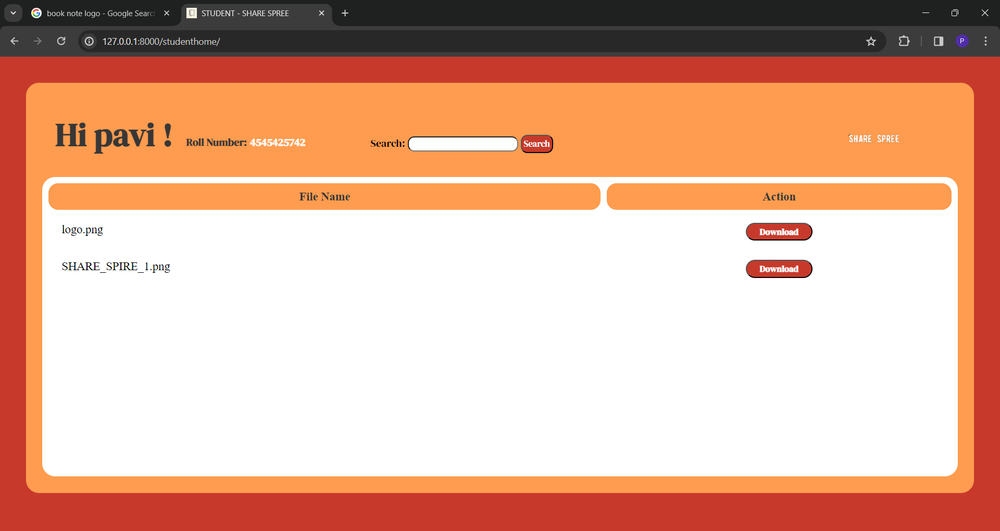 book note logo - Google Search
STUDENT - SHARE SPREE
127.0.0.1:8000/studenthome/
P
Hi pavi !
Roll Number: 4545425742
Search:
Search
SHARE SPREE
File Name
Action
logo.png
Download
SHARE_SPIRE_1.png
Download